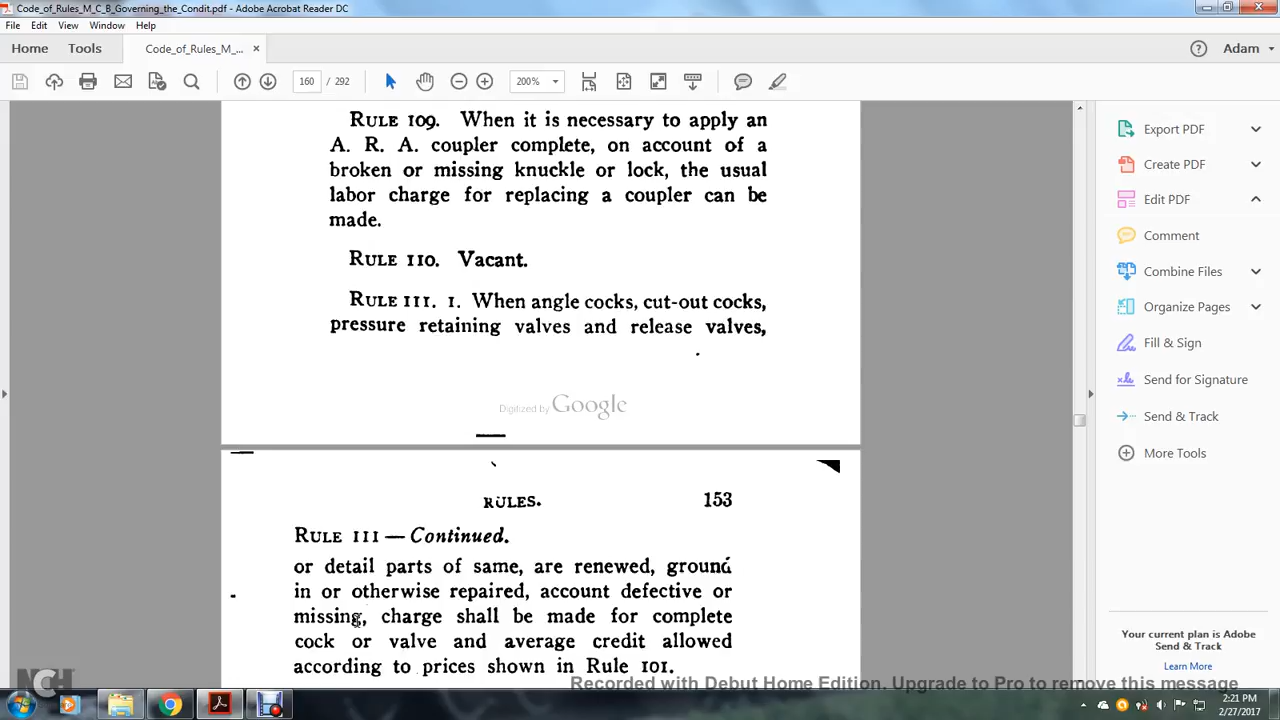 Code_of_Rules_M_C_B_Governing_the_Condit.pdf - Adobe Acrobat Reader DC
File Edit View Window Help
Home Tools Code_of_Rules_M_... × Adam
160 / 292 200%
RULE 109. When it is necessary to apply an
A. R. A. coupler complete, on account of a
broken or missing knuckle or lock, the usual
labor charge for replacing a coupler can be
made.
RULE 110. Vacant.
RULE 111. 1. When angle cocks, cut-out cocks,
pressure retaining valves and release valves,
Digitized by Google
RULES. 153
RULE 111 — Continued.
or detail parts of same, are renewed, ground
in or otherwise repaired, account defective or
missing, charge shall be made for complete
cock or valve and average credit allowed
according to prices shown in Rule 101.
Export PDF
Create PDF
Edit PDF
Comment
Combine Files
Organize Pages
Fill & Sign
Send for Signature
Send & Track
More Tools
Your current plan is Adobe
Send & Track
Learn More
NCH
Recorded with Debut Home Edition. Upgrade to Pro to remove this message
2:21 PM
2/27/2017